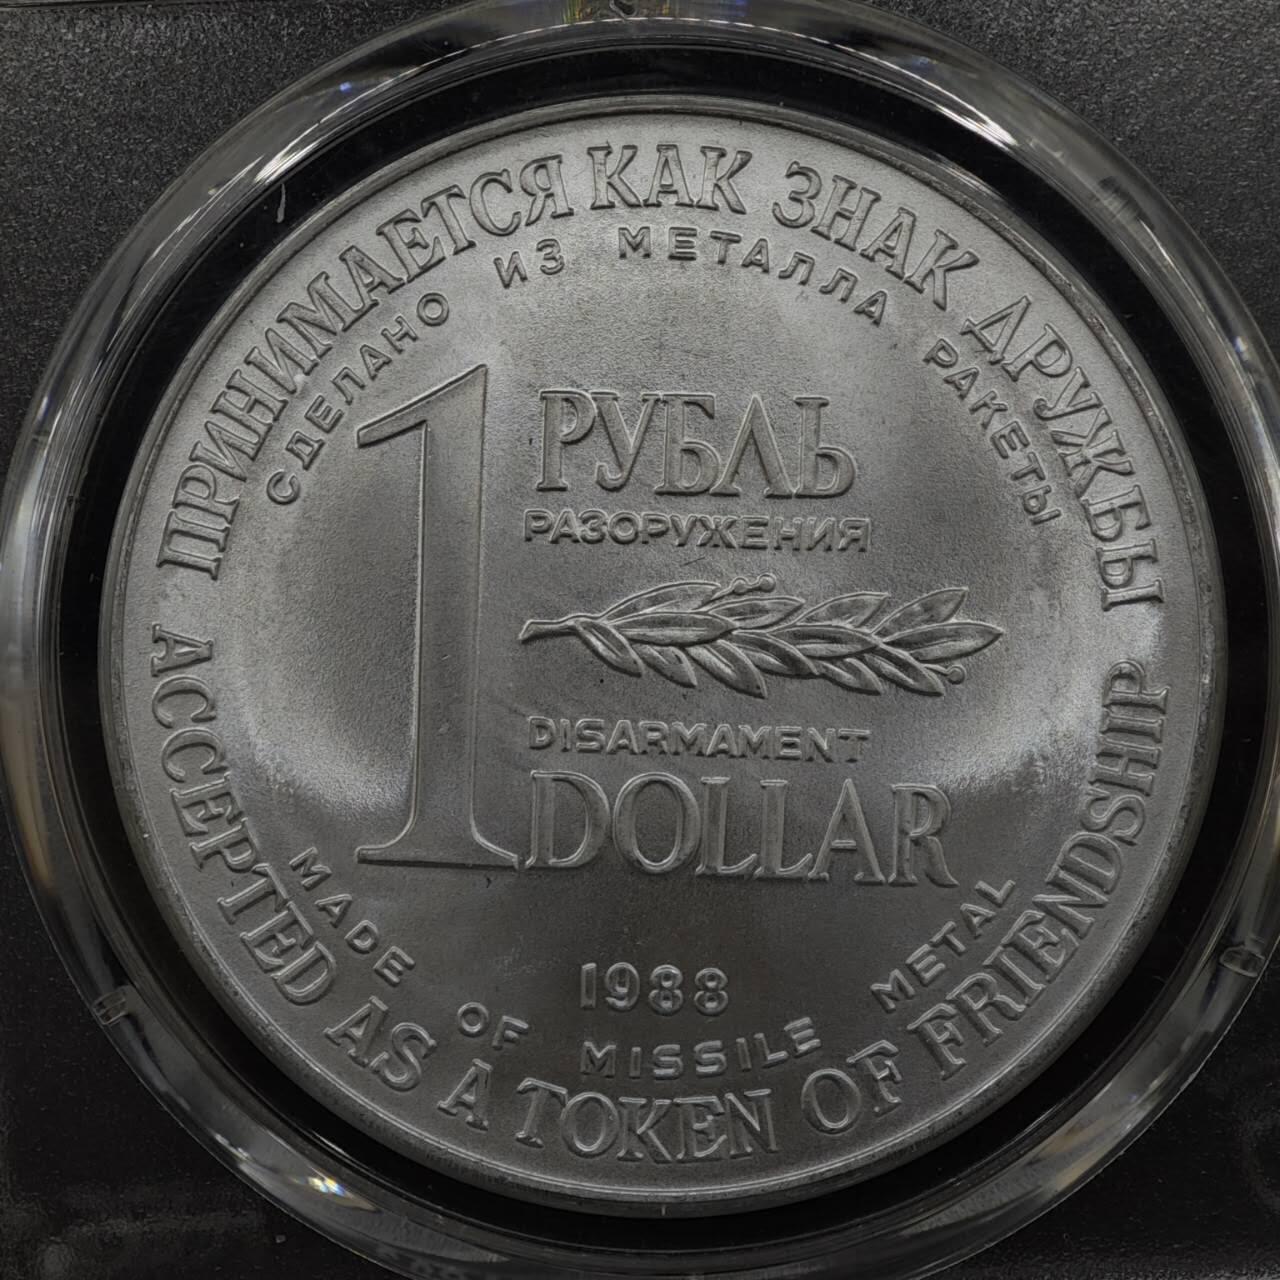 ПРИНИМАЕТСЯ КАК ЗНАК ДРУЖБЫ
СДЕЛАНО ИЗ МЕТАЛЛА РАКЕТЫ
1
РУБЛЬ
РАЗОРУЖЕНИЯ
DISARMAMENT
DOLLAR
1988
MADE OF MISSILE METAL
ACCEPTED AS A TOKEN OF FRIENDSHIP